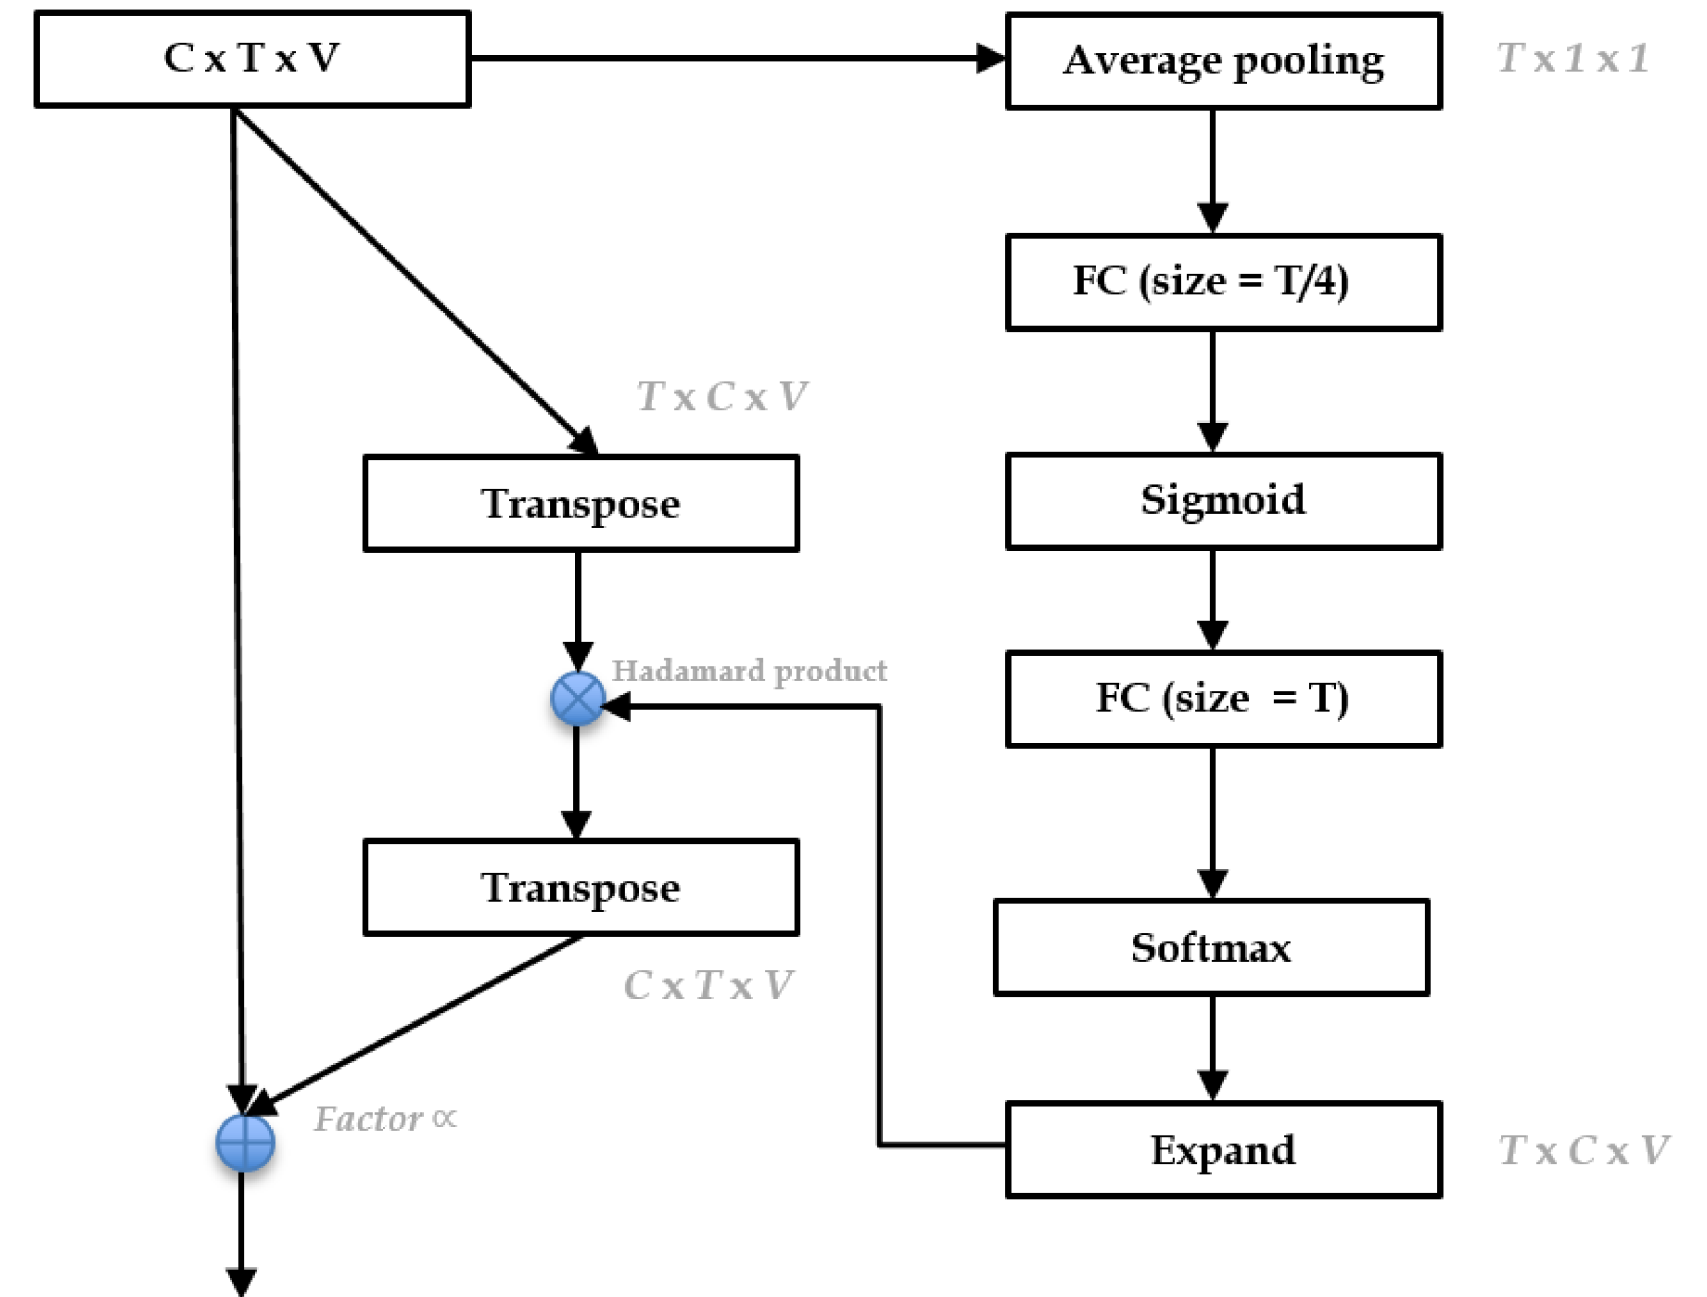 C x T x V
Average pooling
T x 1 x 1
FC (size = T/4)
T x C x V
Transpose
Sigmoid
Hadamard product
FC (size  = T)
Transpose
Softmax
C x T x V
Factor ∝
Expand
T x C x V